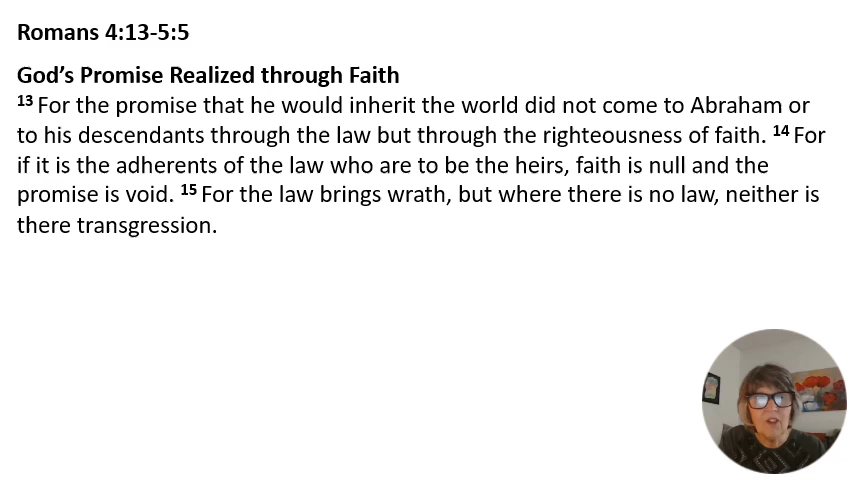 Romans 4:13-5:5
God’s Promise Realized through Faith
13 For the promise that he would inherit the world did not come to Abraham or
to his descendants through the law but through the righteousness of faith. 14 For
if it is the adherents of the law who are to be the heirs, faith is null and the
promise is void. 15 For the law brings wrath, but where there is no law, neither is
there transgression.